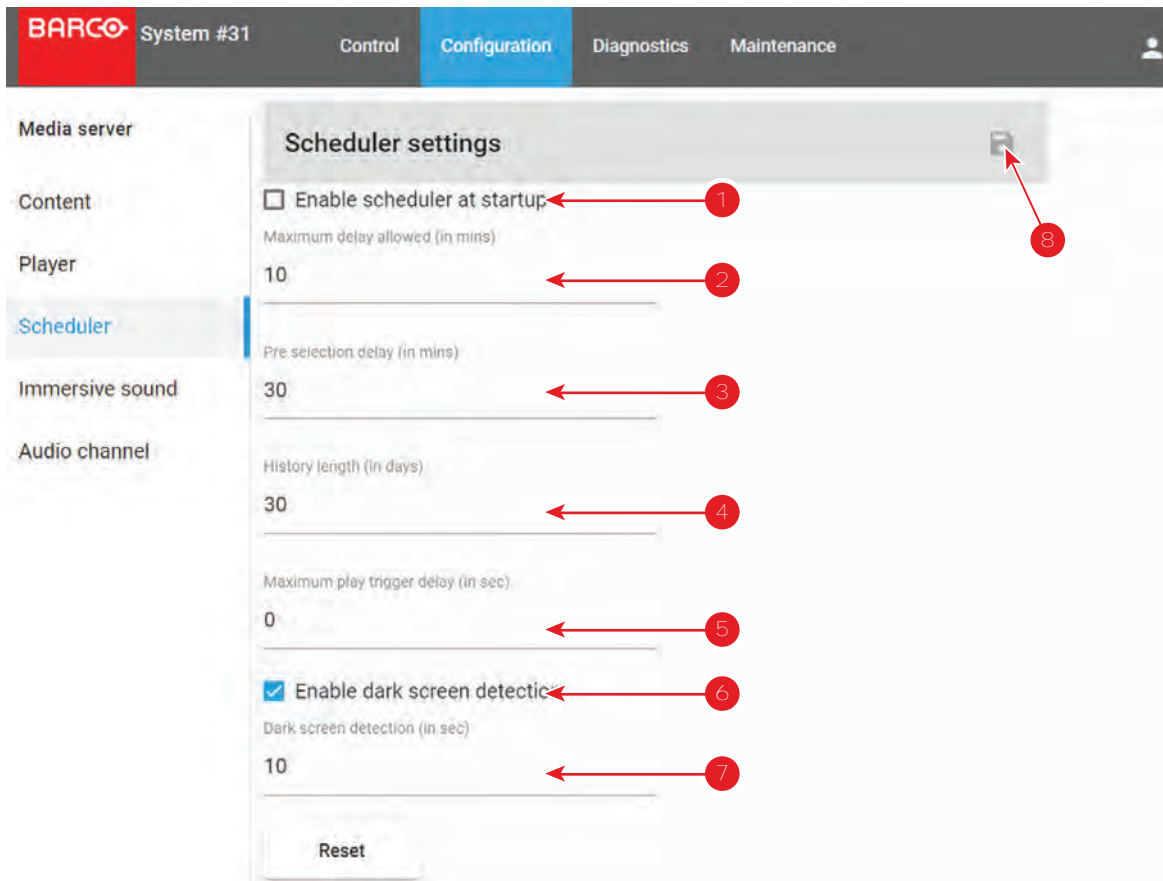 BARCO System #31 Control Configuration Diagnostics Maintenance
Media server
Content
Player
Scheduler
Immersive sound
Audio channel
Scheduler settings
8
Enable scheduler at startup 1
Maximum delay allowed (in mins)
10 2
Pre selection delay (in mins)
30 3
History length (in days)
30 4
Maximum play trigger delay (in sec)
0 5
Enable dark screen detection 6
Dark screen detection (in sec)
10 7
Reset